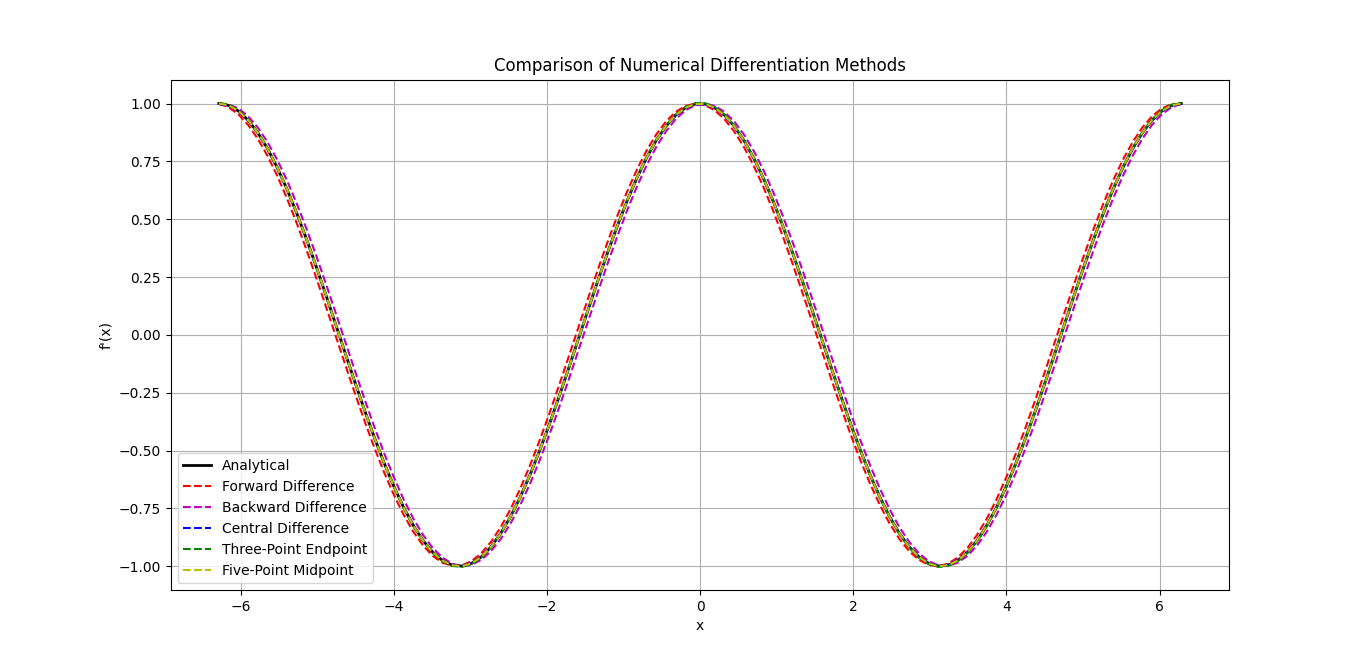 Comparison of Numerical Differentiation Methods
1.00
0.75
0.50
0.25
0.00
−0.25
−0.50
−0.75
−1.00
f'(x)
Analytical
Forward Difference
Backward Difference
Central Difference
Three-Point Endpoint
Five-Point Midpoint
−6
−4
−2
0
2
4
6
x